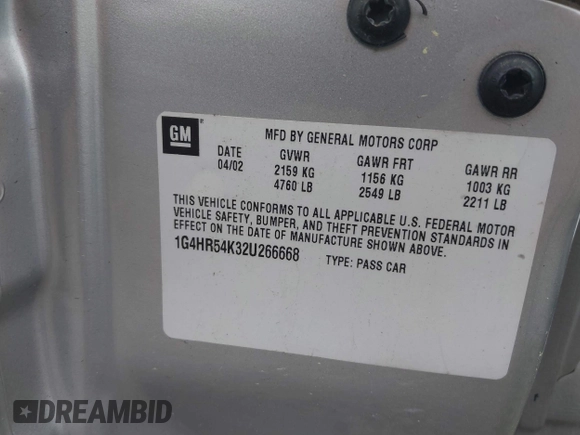 GM ®
MFD BY GENERAL MOTORS CORP
DATE GVWR GAWR FRT GAWR RR
04/02 2159 KG 1156 KG 1003 KG
4760 LB 2549 LB 2211 LB
THIS VEHICLE CONFORMS TO ALL APPLICABLE U.S. FEDERAL MOTOR
VEHICLE SAFETY, BUMPER, AND THEFT PREVENTION STANDARDS IN
EFFECT ON THE DATE OF MANUFACTURE SHOWN ABOVE.
1G4HR54K32U266668 TYPE: PASS CAR
DREAMBID